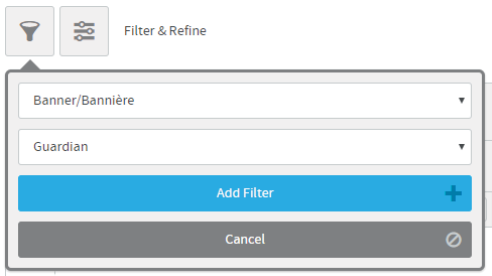 Filter & Refine
Banner/Bannière
Guardian
Add Filter
Cancel